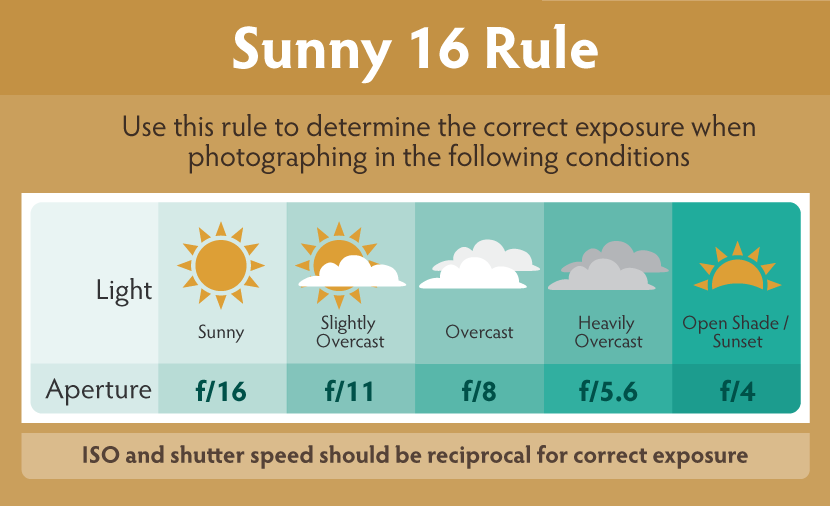 Sunny 16 Rule
Use this rule to determine the correct exposure when
photographing in the following conditions
Light
Sunny
Slightly
Overcast
Overcast
Heavily
Overcast
Open Shade /
Sunset
Aperture
f/16
f/11
f/8
f/5.6
f/4
ISO and shutter speed should be reciprocal for correct exposure